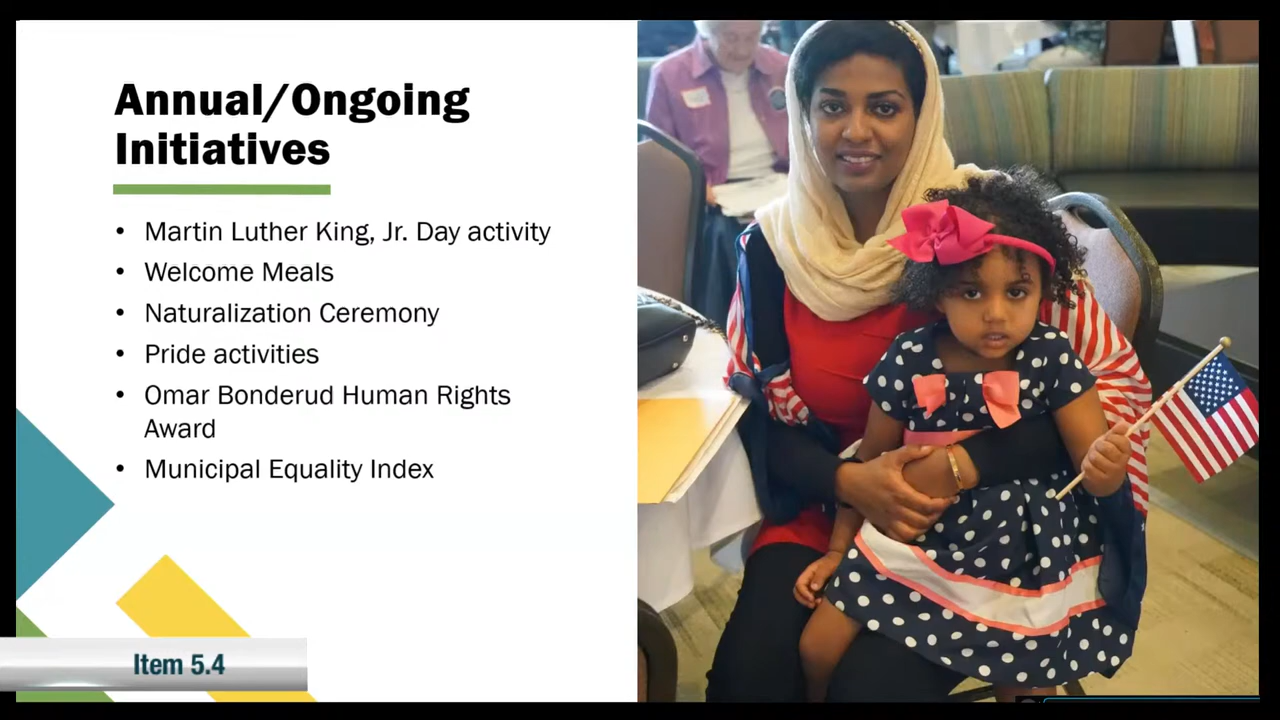 Annual/Ongoing
Initiatives
• Martin Luther King, Jr. Day activity
• Welcome Meals
• Naturalization Ceremony
• Pride activities
• Omar Bonderud Human Rights
Award
• Municipal Equality Index
Item 5.4